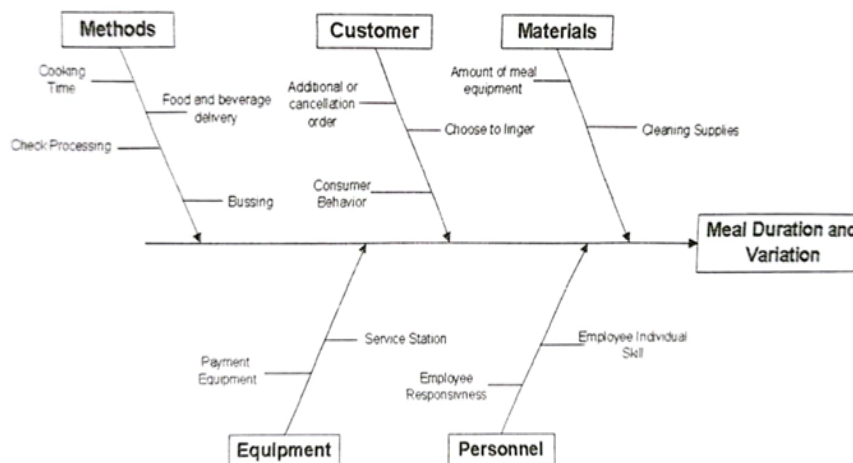 Methods
Customer
Materials
Cooking
Time
Food and beverage
delivery
Check Processing
Bussing
Additional or
cancellation
order
Choose to linger
Consumer
Behavior
Amount of meal
equipment
Cleaning Supplies
Meal Duration and
Variation
Service Station
Payment
Equipment
Employee Individual
Skill
Employee
Responsivness
Equipment
Personnel